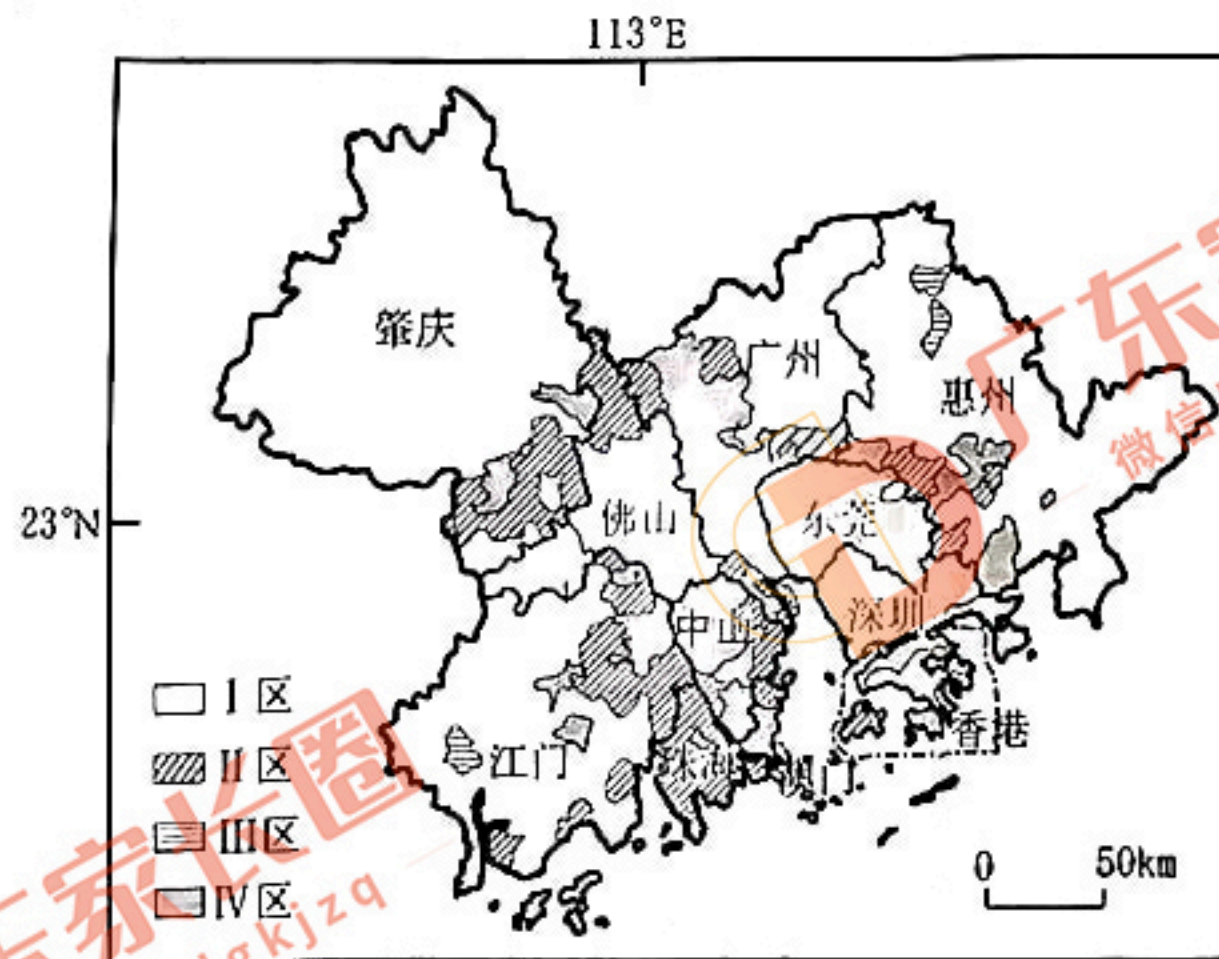 113°E
肇庆
广州
惠州
23°N
佛山
东莞
深圳
中山
I区
II区
III区
IV区
江门
珠海
澳门
香港
0 50km
广东
微信
东家长圈
gkjzq